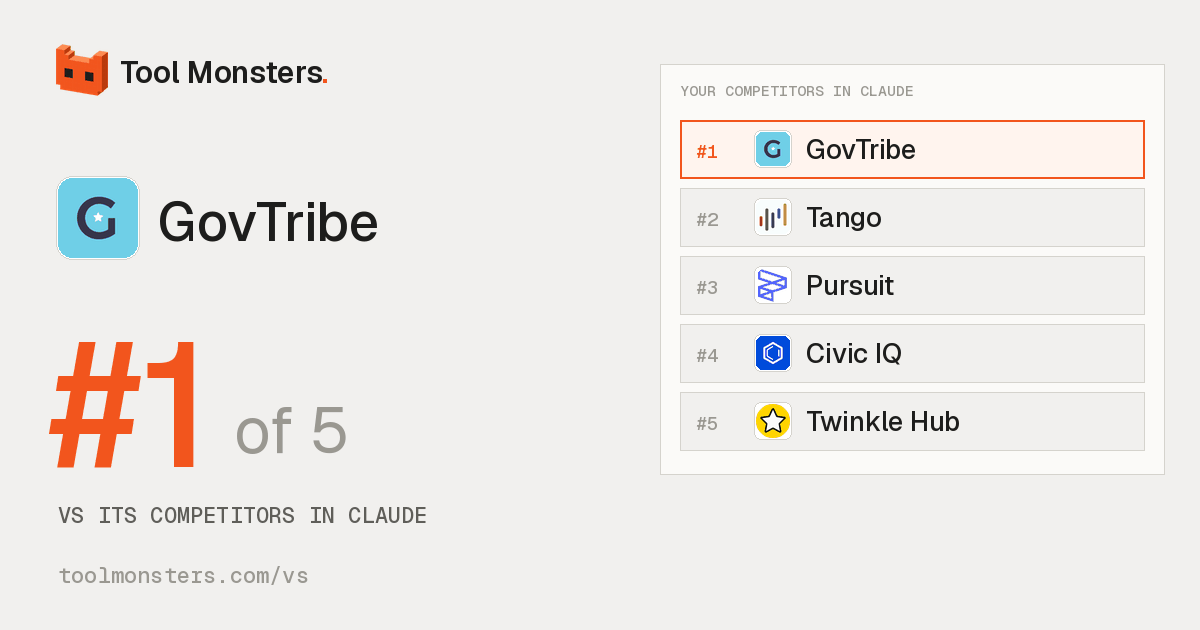 Tool Monsters.
GovTribe
#1 of 5
VS ITS COMPETITORS IN CLAUDE
toolmonsters.com/vs
YOUR COMPETITORS IN CLAUDE
#1 GovTribe
#2 Tango
#3 Pursuit
#4 Civic IQ
#5 Twinkle Hub